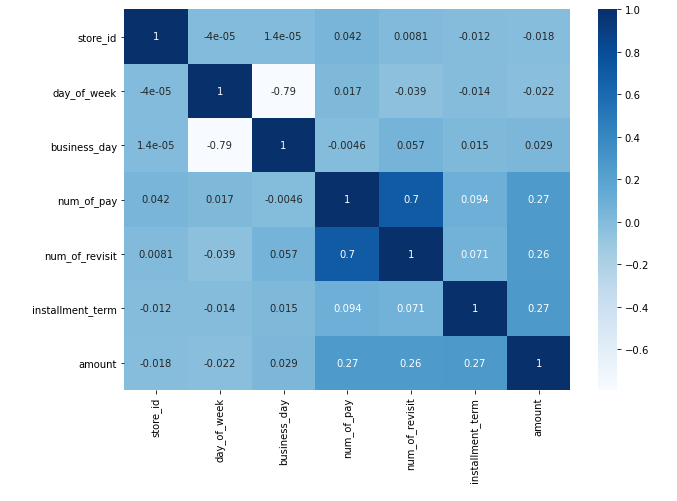 store_id 1 -4e-05 1.4e-05 0.042 0.0081 -0.012 -0.018
day_of_week -4e-05 1 -0.79 0.017 -0.039 -0.014 -0.022
business_day 1.4e-05 -0.79 1 -0.0046 0.057 0.015 0.029
num_of_pay 0.042 0.017 -0.0046 1 0.7 0.094 0.27
num_of_revisit 0.0081 -0.039 0.057 0.7 1 0.071 0.26
installment_term -0.012 -0.014 0.015 0.094 0.071 1 0.27
amount -0.018 -0.022 0.029 0.27 0.26 0.27 1
store_id
day_of_week
business_day
num_of_pay
num_of_revisit
installment_term
amount
1.0
0.8
0.6
0.4
0.2
0.0
−0.2
−0.4
−0.6